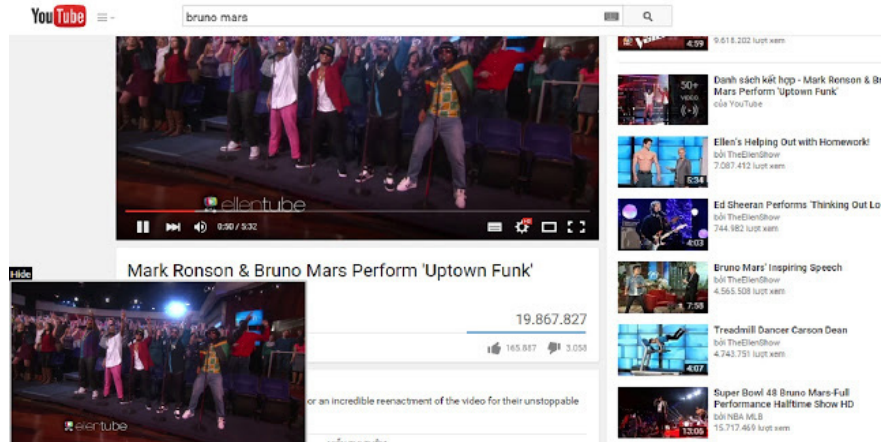 YouTube
bruno mars
ellentube
0:50 / 5:32
HD
Mark Ronson & Bruno Mars Perform 'Uptown Funk'
19.867.827
165.887
3.058
or an incredible reenactment of the video for their unstoppable
Hide
ellentube
4:59
9.618.202 lượt xem
50+
VIDEO
Danh sách kết hợp - Mark Ronson & Br
Mars Perform 'Uptown Funk'
của YouTube
5:34
Ellen's Helping Out with Homework!
bởi TheEllenShow
7.087.412 lượt xem
4:03
Ed Sheeran Performs 'Thinking Out Lo
bởi TheEllenShow
744.982 lượt xem
7:58
Bruno Mars' Inspiring Speech
bởi TheEllenShow
4.565.508 lượt xem
4:07
Treadmill Dancer Carson Dean
bởi TheEllenShow
4.743.751 lượt xem
13:05
Super Bowl 48 Bruno Mars-Full
Performance Halftime Show HD
bởi NBA MLB
15.717.469 lượt xem